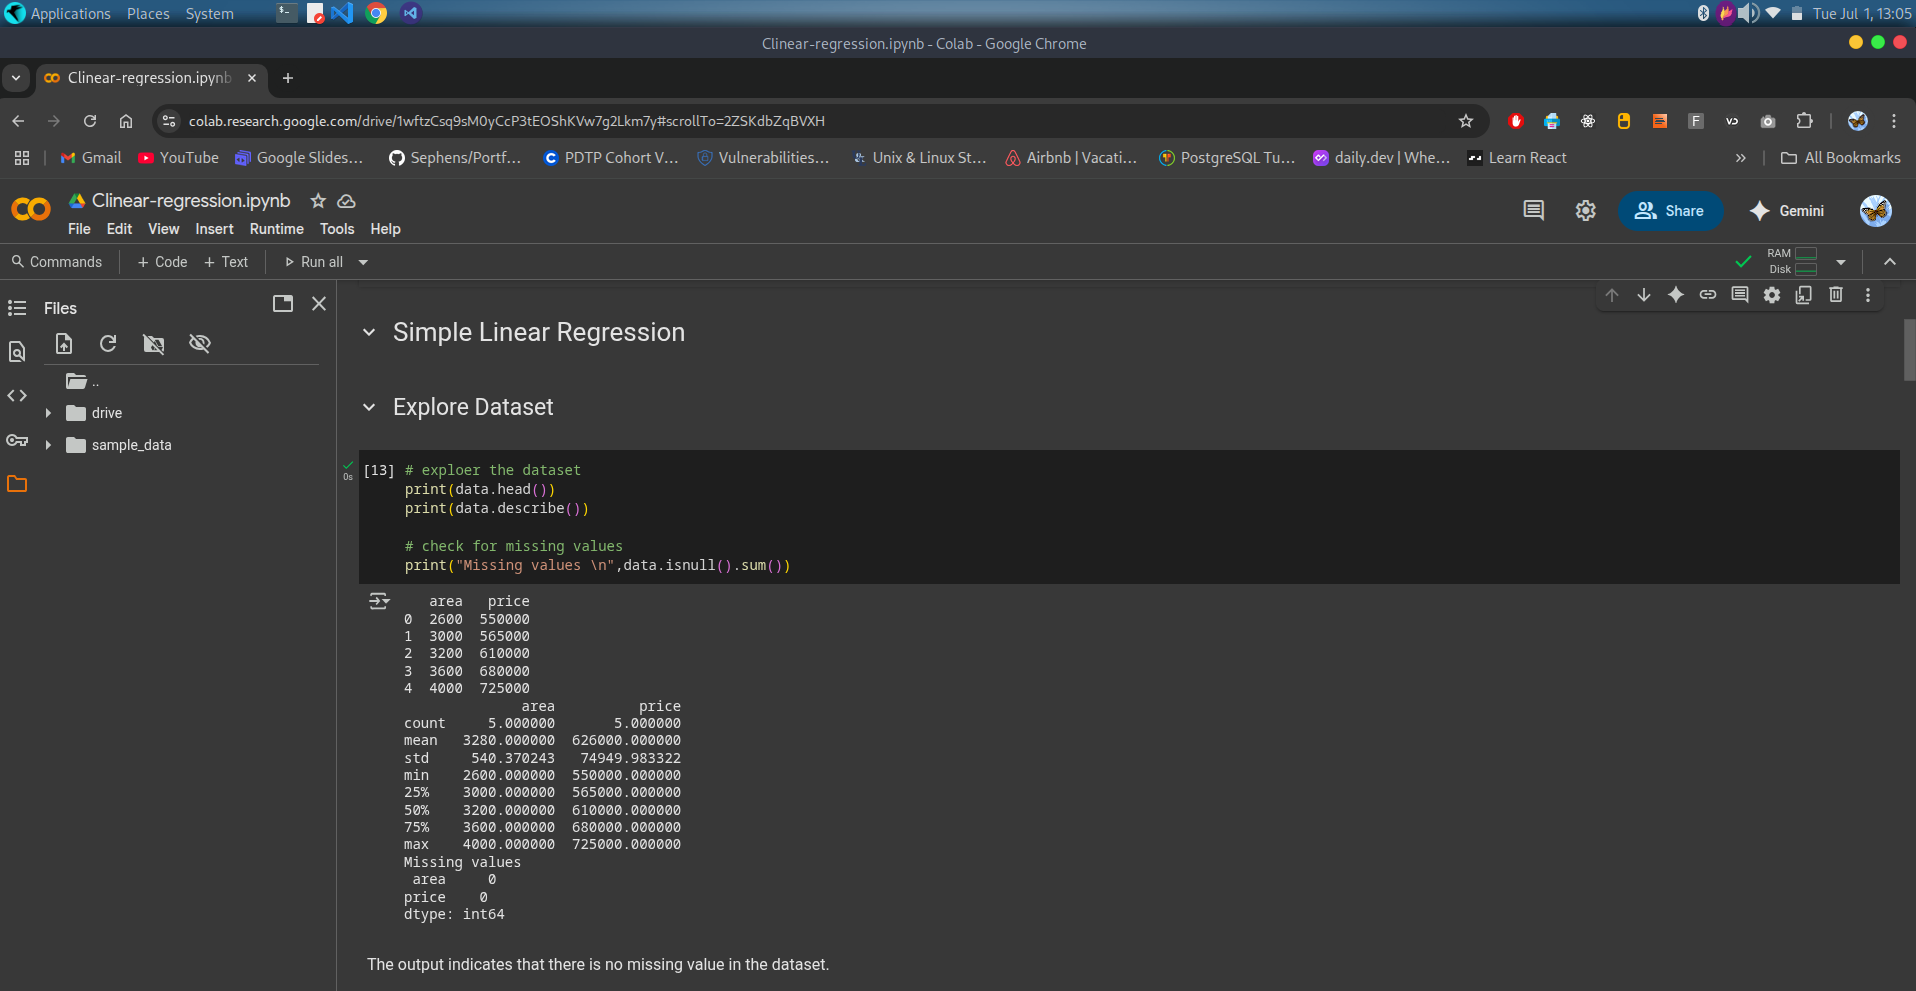 Applications Places System
Tue Jul 1, 13:05
Clinear-regression.ipynb - Colab - Google Chrome
Clinear-regression.ipynb
colab.research.google.com/drive/1wftzCsq9sM0yCcP3tEOShKVw7g2Lkm7y#scrollTo=2ZSKdbZqBVXH
Gmail YouTube Google Slides... Sephens/Portf... PDTP Cohort V... Vulnerabilities... Unix & Linux St... Airbnb | Vacati... PostgreSQL Tu... daily.dev | Whe... Learn React » All Bookmarks
Clinear-regression.ipynb
File Edit View Insert Runtime Tools Help
Share Gemini
Commands + Code + Text Run all
RAM
Disk
Files
..
drive
sample_data
Simple Linear Regression
Explore Dataset
0s
[13] # exploer the dataset
print(data.head())
print(data.describe())
# check for missing values
print("Missing values \n",data.isnull().sum())
area price
0 2600 550000
1 3000 565000
2 3200 610000
3 3600 680000
4 4000 725000
area price
count 5.000000 5.000000
mean 3280.000000 626000.000000
std 540.370243 74949.983322
min 2600.000000 550000.000000
25% 3000.000000 565000.000000
50% 3200.000000 610000.000000
75% 3600.000000 680000.000000
max 4000.000000 725000.000000
Missing values
area 0
price 0
dtype: int64
The output indicates that there is no missing value in the dataset.